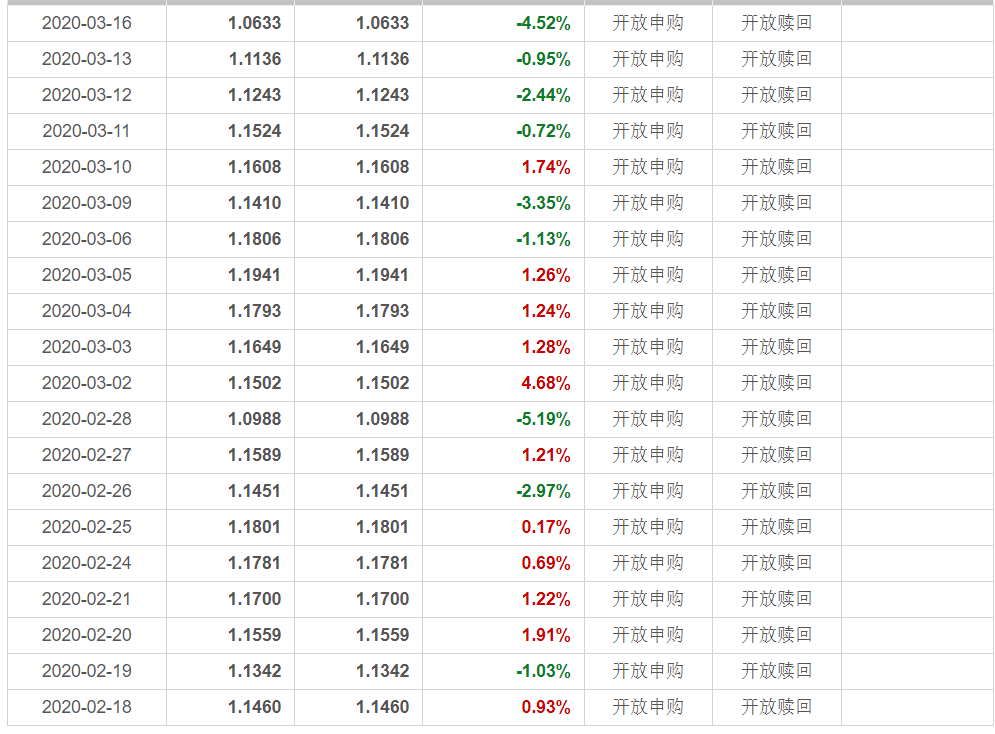 2020-03-16 1.0633 1.0633 -4.52% 开放申购 开放赎回
2020-03-13 1.1136 1.1136 -0.95% 开放申购 开放赎回
2020-03-12 1.1243 1.1243 -2.44% 开放申购 开放赎回
2020-03-11 1.1524 1.1524 -0.72% 开放申购 开放赎回
2020-03-10 1.1608 1.1608 1.74% 开放申购 开放赎回
2020-03-09 1.1410 1.1410 -3.35% 开放申购 开放赎回
2020-03-06 1.1806 1.1806 -1.13% 开放申购 开放赎回
2020-03-05 1.1941 1.1941 1.26% 开放申购 开放赎回
2020-03-04 1.1793 1.1793 1.24% 开放申购 开放赎回
2020-03-03 1.1649 1.1649 1.28% 开放申购 开放赎回
2020-03-02 1.1502 1.1502 4.68% 开放申购 开放赎回
2020-02-28 1.0988 1.0988 -5.19% 开放申购 开放赎回
2020-02-27 1.1589 1.1589 1.21% 开放申购 开放赎回
2020-02-26 1.1451 1.1451 -2.97% 开放申购 开放赎回
2020-02-25 1.1801 1.1801 0.17% 开放申购 开放赎回
2020-02-24 1.1781 1.1781 0.69% 开放申购 开放赎回
2020-02-21 1.1700 1.1700 1.22% 开放申购 开放赎回
2020-02-20 1.1559 1.1559 1.91% 开放申购 开放赎回
2020-02-19 1.1342 1.1342 -1.03% 开放申购 开放赎回
2020-02-18 1.1460 1.1460 0.93% 开放申购 开放赎回